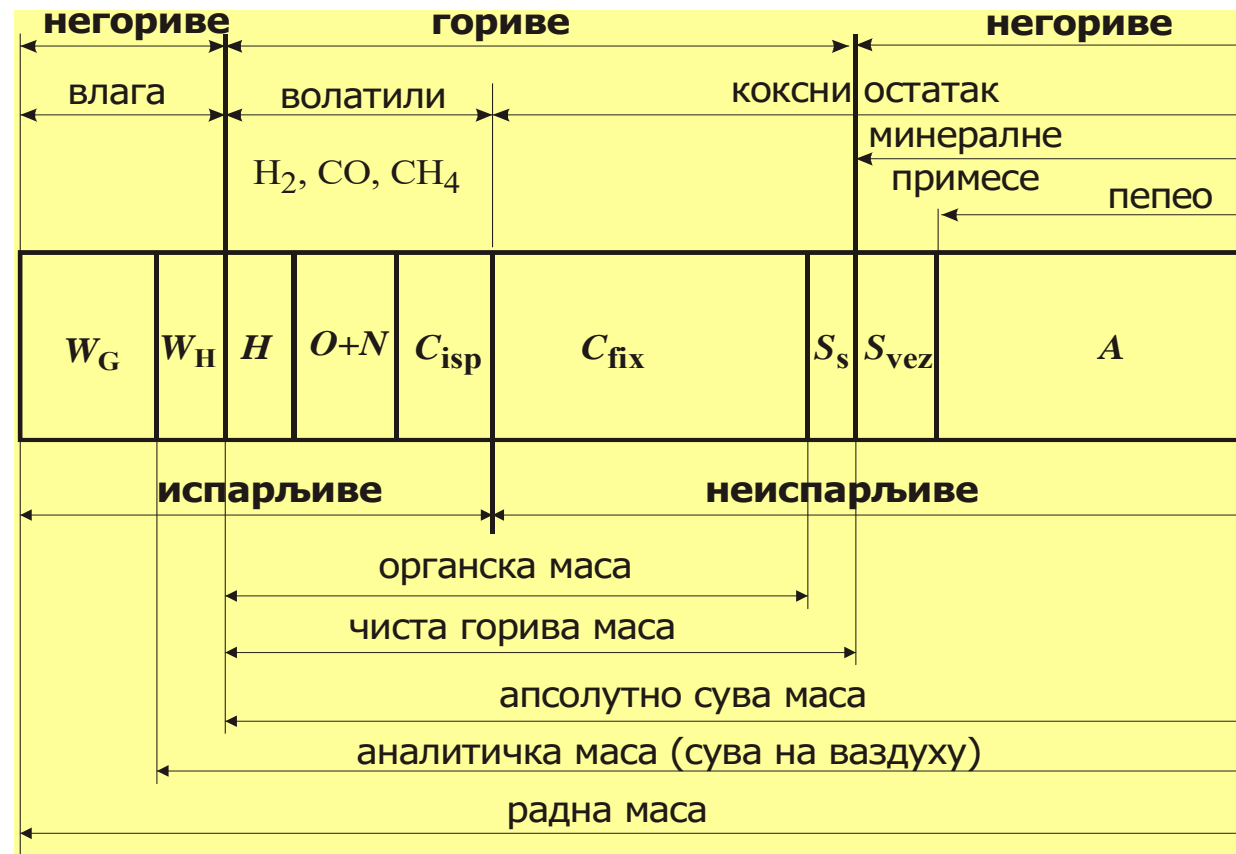 негориве гориве негориве
влага волатили коксни остатак
H2, CO, CH4 минералне
примесе
пепео
WG WH H O+N Cisp Cfix Ss Svez A
испарљиве неиспарљиве
органска маса
чиста горива маса
апсолутно сува маса
аналитичка маса (сува на ваздуху)
радна маса